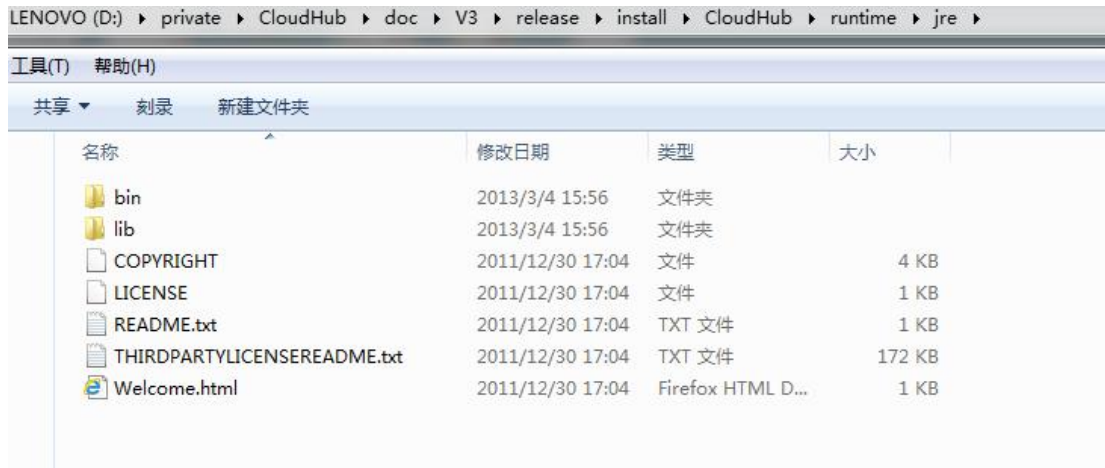 LENOVO (D:) ▸ private ▸ CloudHub ▸ doc ▸ V3 ▸ release ▸ install ▸ CloudHub ▸ runtime ▸ jre ▸
工具(T) 帮助(H)
共享 ▼ 刻录 新建文件夹
名称 修改日期 类型 大小
bin 2013/3/4 15:56 文件夹
lib 2013/3/4 15:56 文件夹
COPYRIGHT 2011/12/30 17:04 文件 4 KB
LICENSE 2011/12/30 17:04 文件 1 KB
README.txt 2011/12/30 17:04 TXT 文件 1 KB
THIRDPARTYLICENSEREADME.txt 2011/12/30 17:04 TXT 文件 172 KB
Welcome.html 2011/12/30 17:04 Firefox HTML D... 1 KB